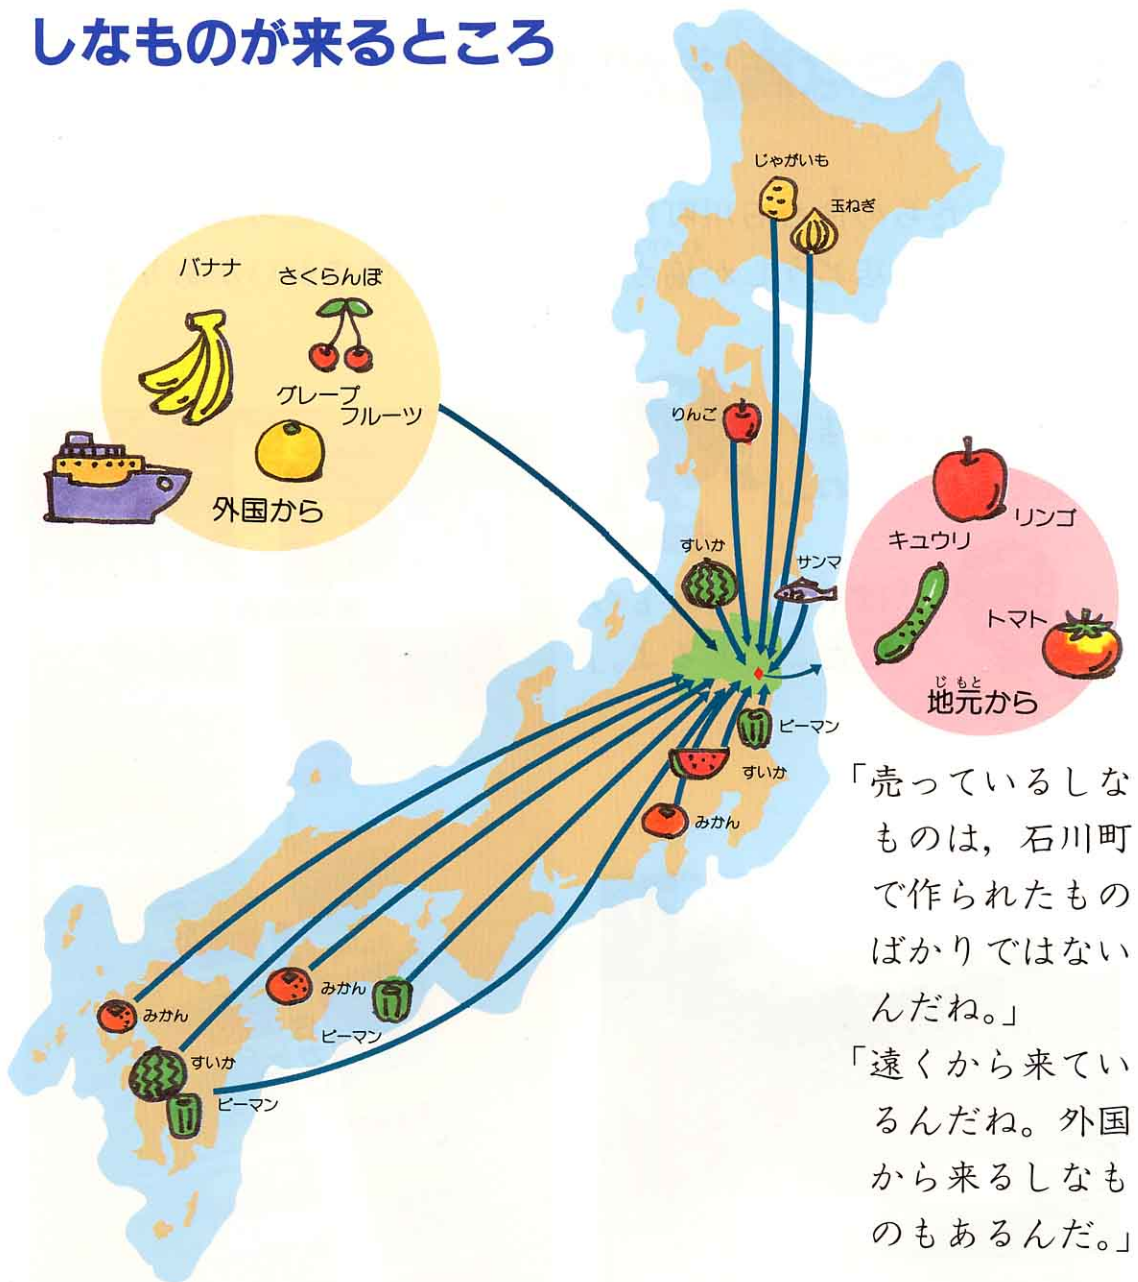 しなものが来るところ
じゃがいも
玉ねぎ
バナナ
さくらんぼ
グレープ
フルーツ
外国から
りんご
すいか
サンマ
リンゴ
キュウリ
トマト
じもと
地元から
ピーマン
すいか
みかん
みかん
ピーマン
みかん
すいか
ピーマン
「売っているしな
ものは，石川町
で作られたもの
ばかりではない
んだね。」
「遠くから来てい
るんだね。外国
から来るしなも
のもあるんだ。」